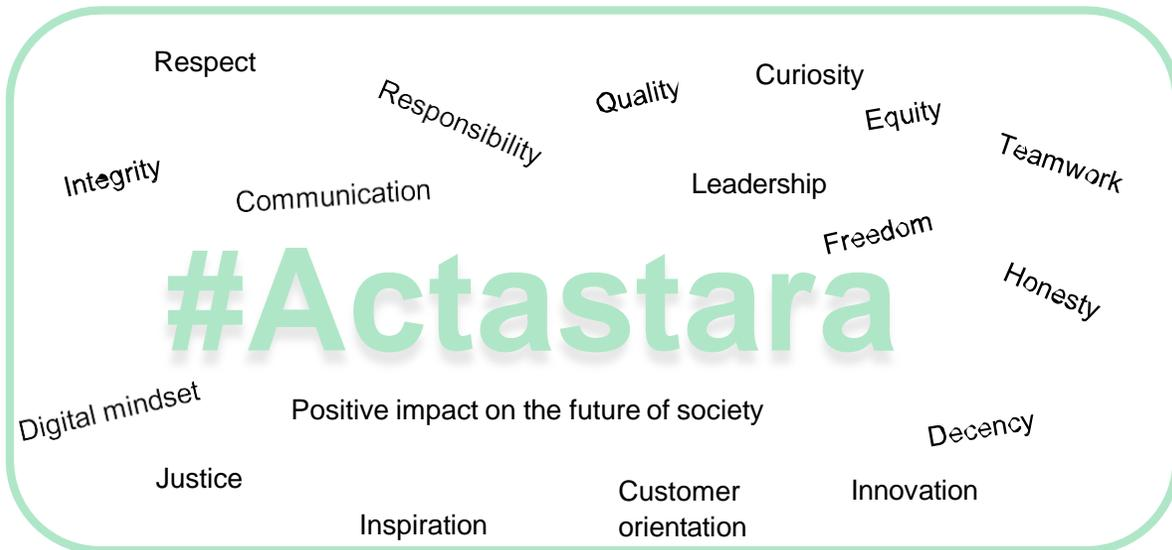 Respect
Curiosity
Quality
Responsibility
Equity
Teamwork
Integrity
Communication
Leadership
Freedom
Honesty
#Actastara
Digital mindset
Positive impact on the future of society
Decency
Justice
Customer
orientation
Innovation
Inspiration